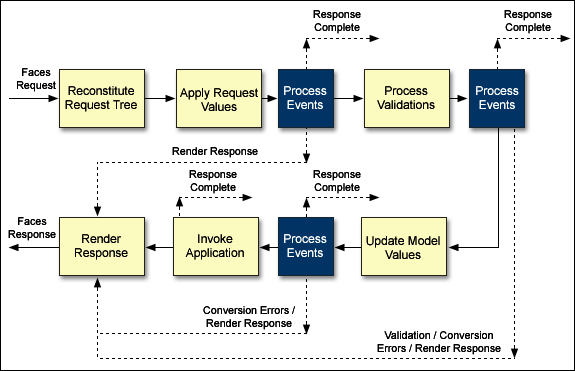 Response
Complete
Response
Complete
Faces
Request
Reconstitute
Request Tree
Apply Request
Values
Process
Events
Process
Validations
Process
Events
Render Response
Response
Complete
Response
Complete
Faces
Response
Render
Response
Invoke
Application
Process
Events
Update Model
Values
Conversion Errors /
Render Response
Validation / Conversion
Errors / Render Response